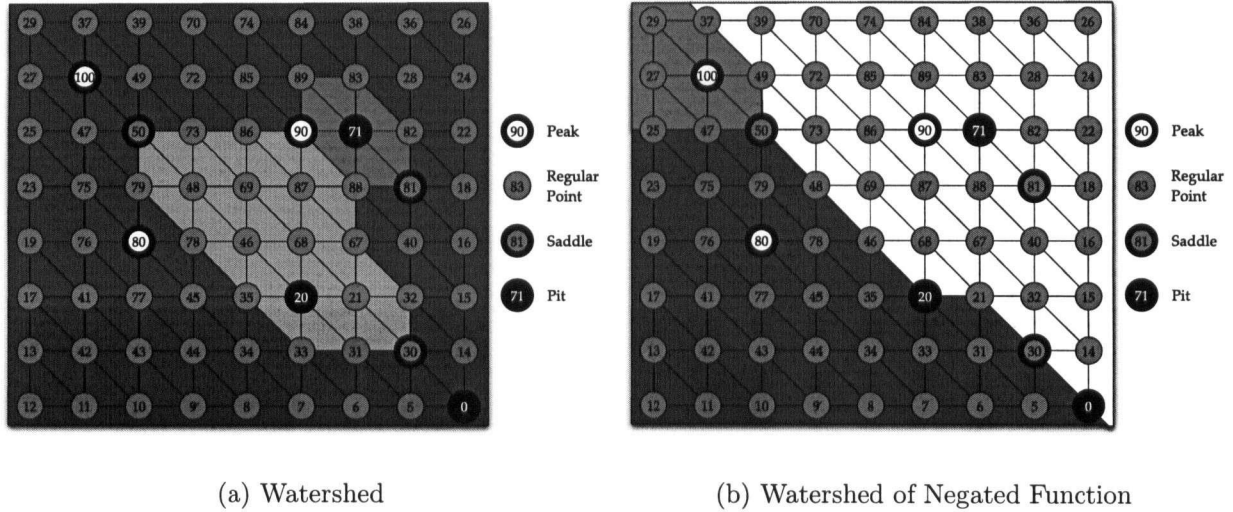 29 37 39 70 74 84 38 36 26
27 100 49 72 85 89 83 28 24
25 47 50 73 86 90 71 82 22
23 75 79 48 69 87 88 81 18
19 76 80 78 46 68 67 40 16
17 41 77 45 35 20 21 32 15
13 42 43 44 34 33 31 30 14
12 11 10 9 8 7 6 5 0
90 Peak
83 Regular
Point
81 Saddle
71 Pit
(a) Watershed
29 37 39 70 74 84 38 36 26
27 100 49 72 85 89 83 28 24
25 47 50 73 86 90 71 82 22
23 75 79 48 69 87 88 81 18
19 76 80 78 46 68 67 40 16
17 41 77 45 35 20 21 32 15
13 42 43 44 34 33 31 30 14
12 11 10 9 8 7 6 5 0
90 Peak
83 Regular
Point
81 Saddle
71 Pit
(b) Watershed of Negated Function